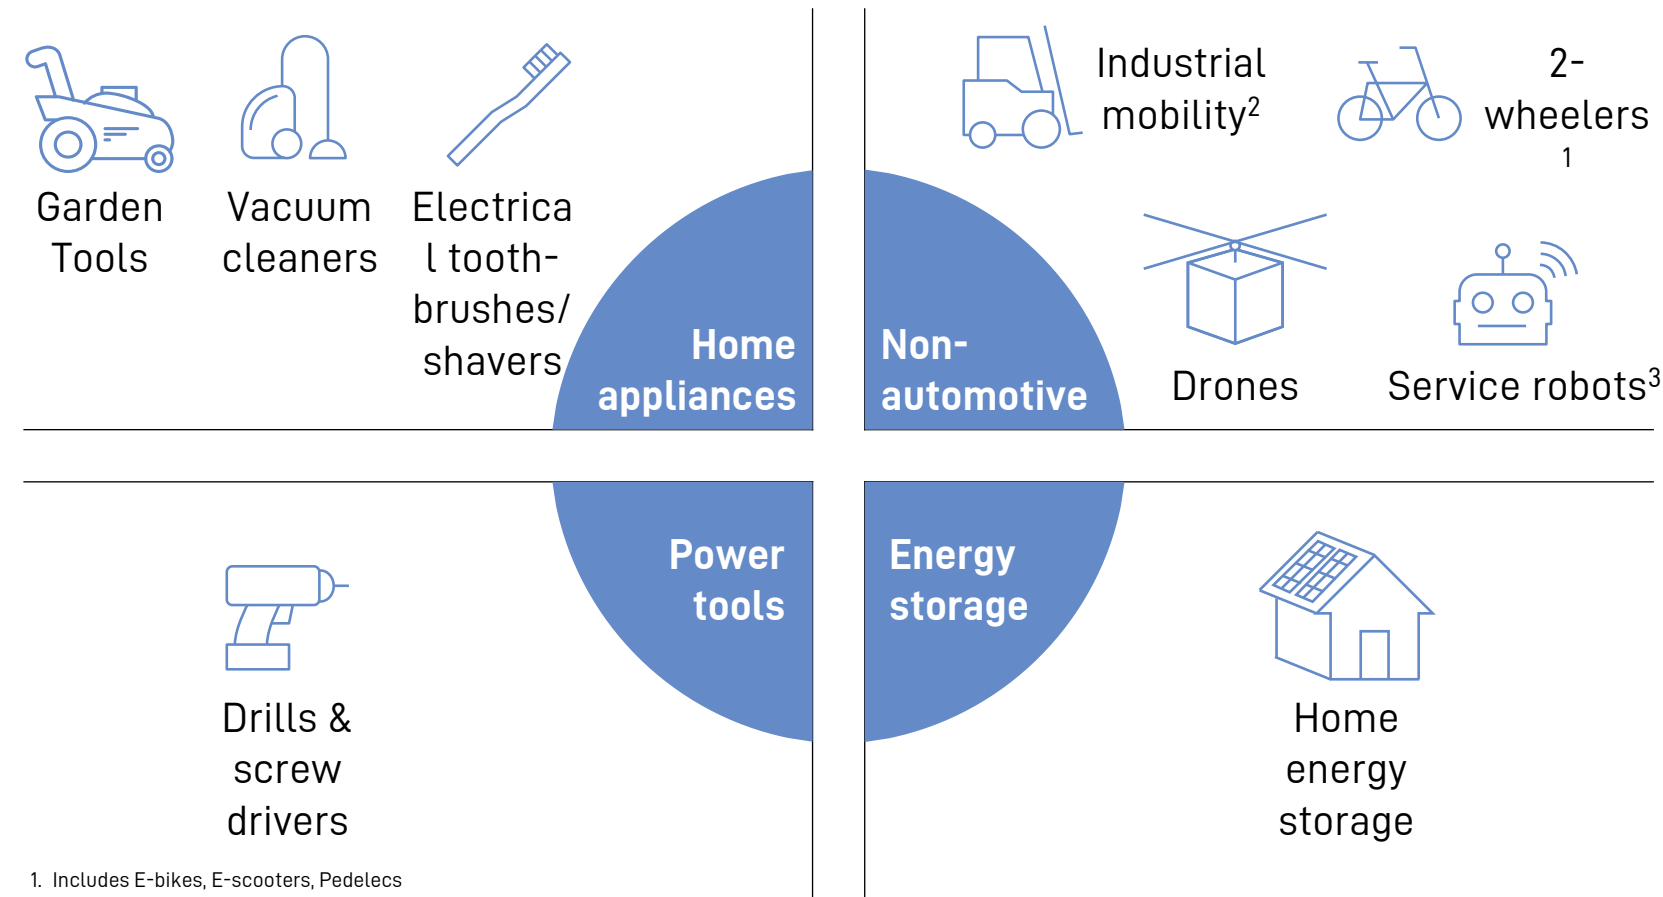 Garden
Tools
Vacuum
cleaners
Electrica
l tooth-
brushes/
shavers
Home
appliances
Industrial
mobility²
2-
wheelers
1
Drones
Service robots³
Non-
automotive
Power
tools
Drills &
screw
drivers
Energy
storage
Home
energy
storage
1. Includes E-bikes, E-scooters, Pedelecs